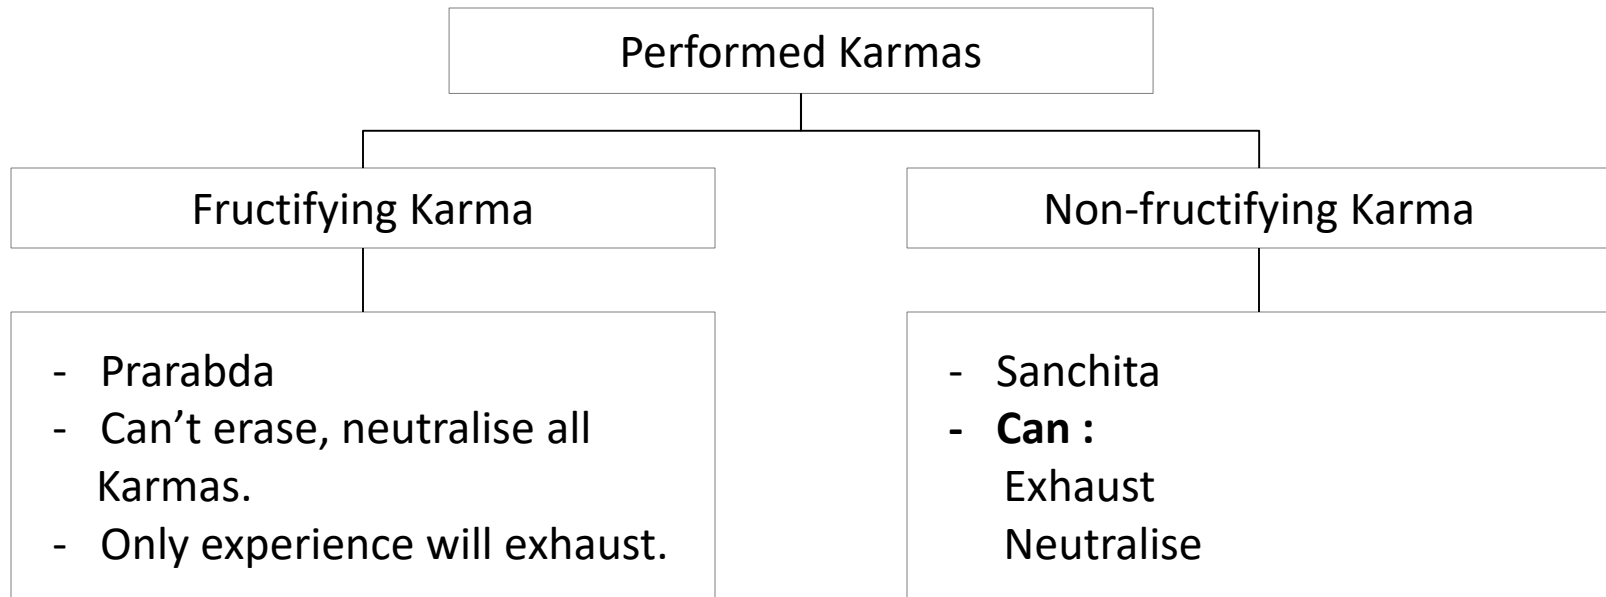 Performed Karmas
Fructifying Karma
Non-fructifying Karma
- Prarabda
- Can’t erase, neutralise all
Karmas.
- Only experience will exhaust.
- Sanchita
- Can :
Exhaust
Neutralise